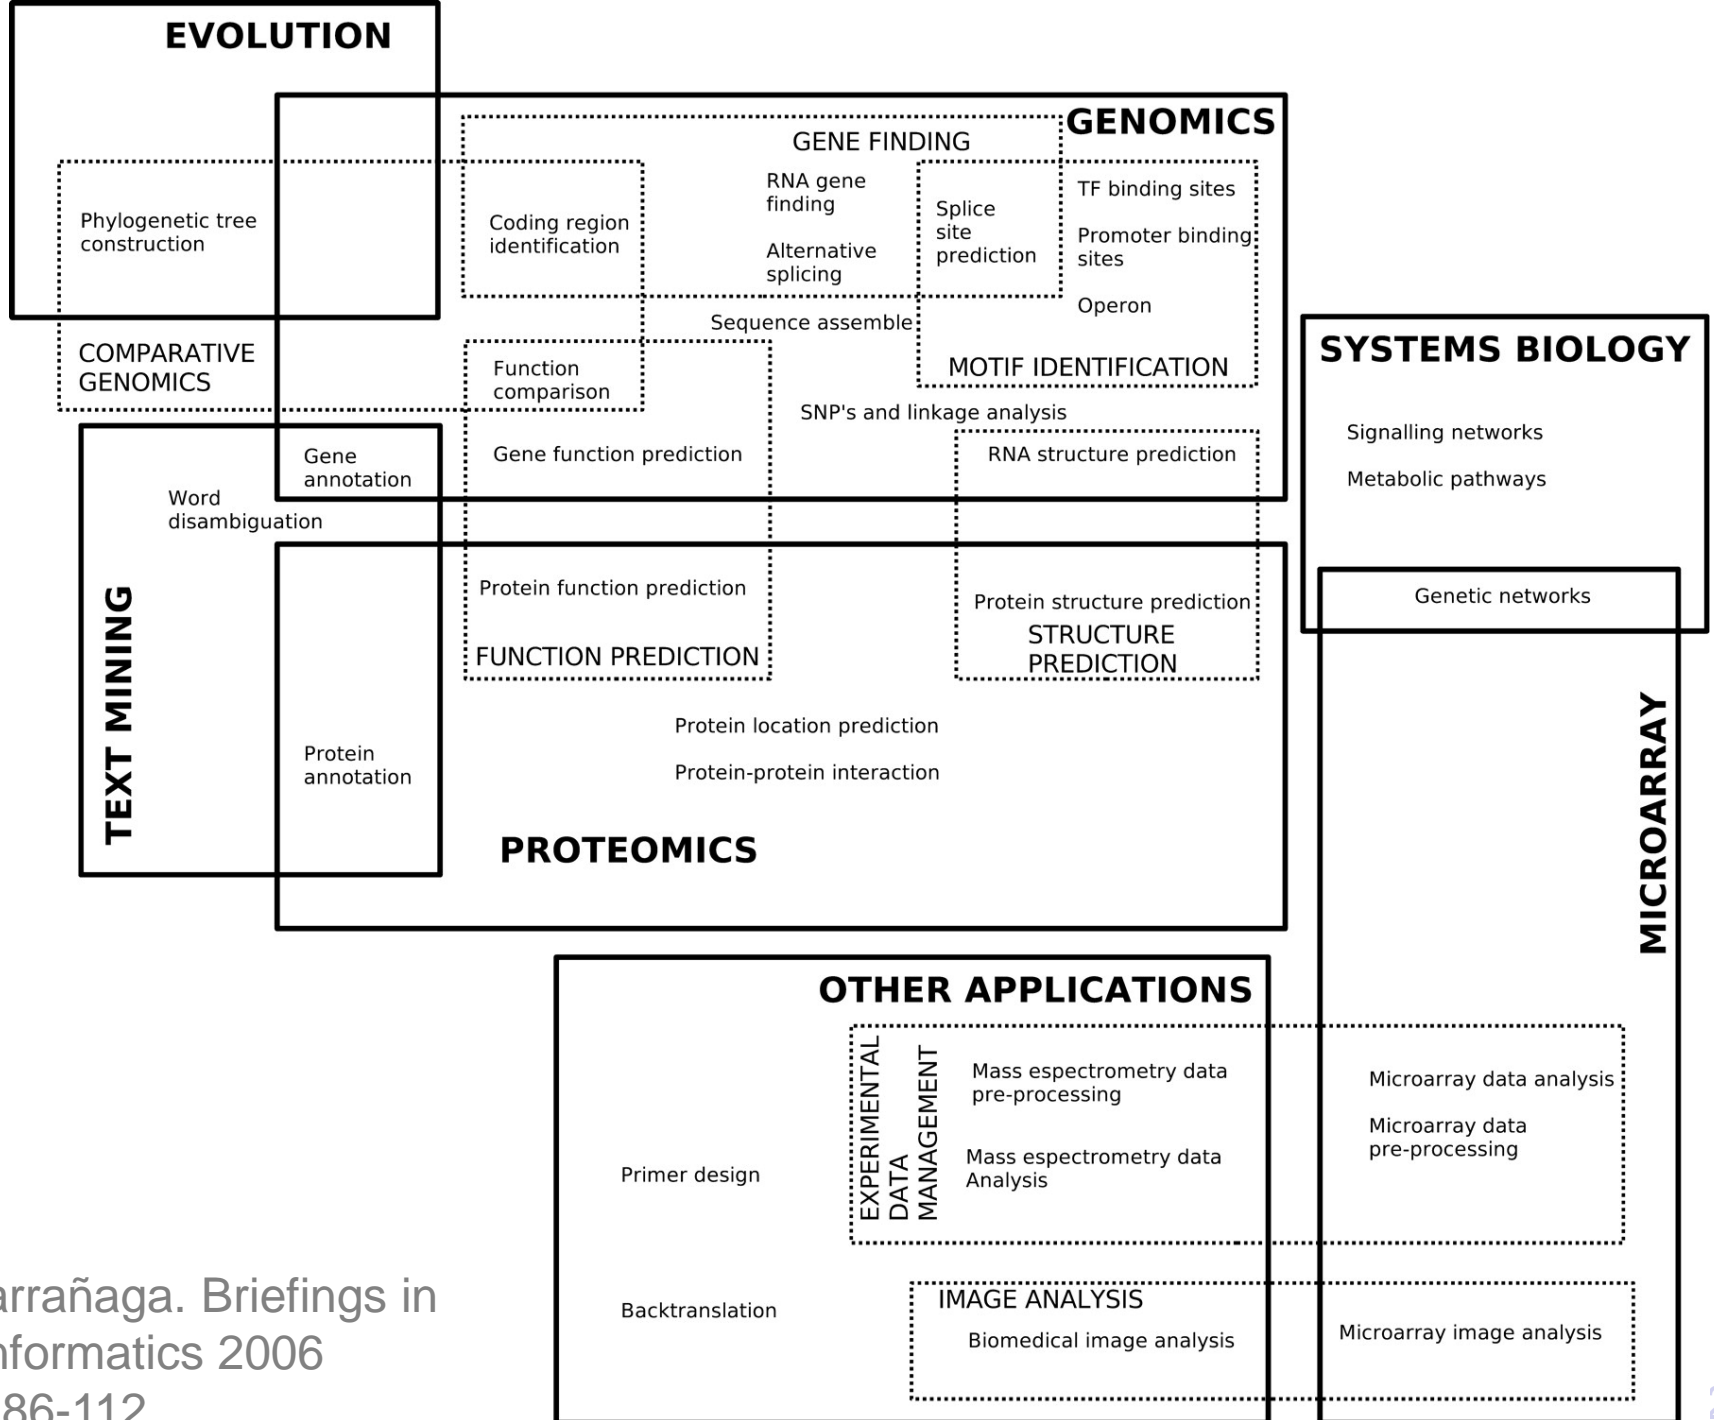 EVOLUTION
GENOMICS
GENE FINDING
RNA gene
finding
Alternative
splicing
Splice
site
prediction
TF binding sites
Promoter binding
sites
Operon
Phylogenetic tree
construction
Coding region
identification
Sequence assemble
COMPARATIVE
GENOMICS
Function
comparison
MOTIF IDENTIFICATION
SNP's and linkage analysis
Gene
annotation
Gene function prediction
RNA structure prediction
Word
disambiguation
SYSTEMS BIOLOGY
Signalling networks
Metabolic pathways
Genetic networks
Protein function prediction
FUNCTION PREDICTION
Protein structure prediction
STRUCTURE
PREDICTION
TEXT MINING
Protein
annotation
Protein location prediction
Protein-protein interaction
PROTEOMICS
MICROARRAY
OTHER APPLICATIONS
EXPERIMENTAL
DATA
MANAGEMENT
Mass espectrometry data
pre-processing
Mass espectrometry data
Analysis
Microarray data analysis
Microarray data
pre-processing
Primer design
Backtranslation
IMAGE ANALYSIS
Biomedical image analysis
Microarray image analysis
arrañaga. Briefings in
nformatics 2006
86-112